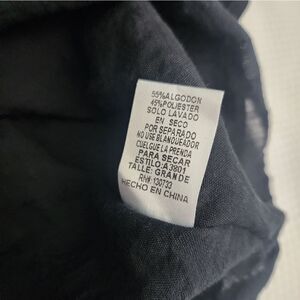 55%ALGODON
45%POLIESTER
SOLO LAVADO
EN SECO
POR SEPARADO
NO USE BLANQUEADOR
CUELGUE LA PRENDA
PARA SECAR
ESTILO:A3801
TALLE: GRANDE
RN# 130733
HECHO EN CHINA